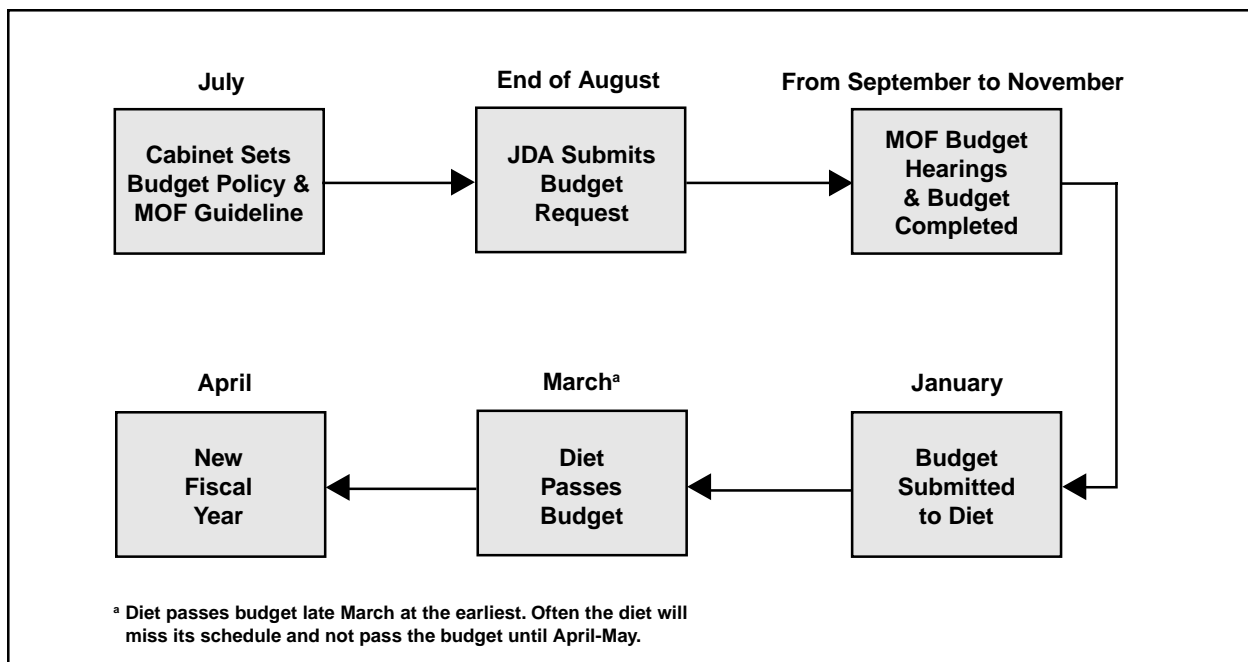 July
Cabinet Sets
Budget Policy &
MOF Guideline
End of August
JDA Submits
Budget
Request
From September to November
MOF Budget
Hearings
& Budget
Completed
April
New
Fiscal
Year
Marchᵃ
Diet
Passes
Budget
January
Budget
Submitted
to Diet
ᵃ Diet passes budget late March at the earliest. Often the diet will
miss its schedule and not pass the budget until April-May.